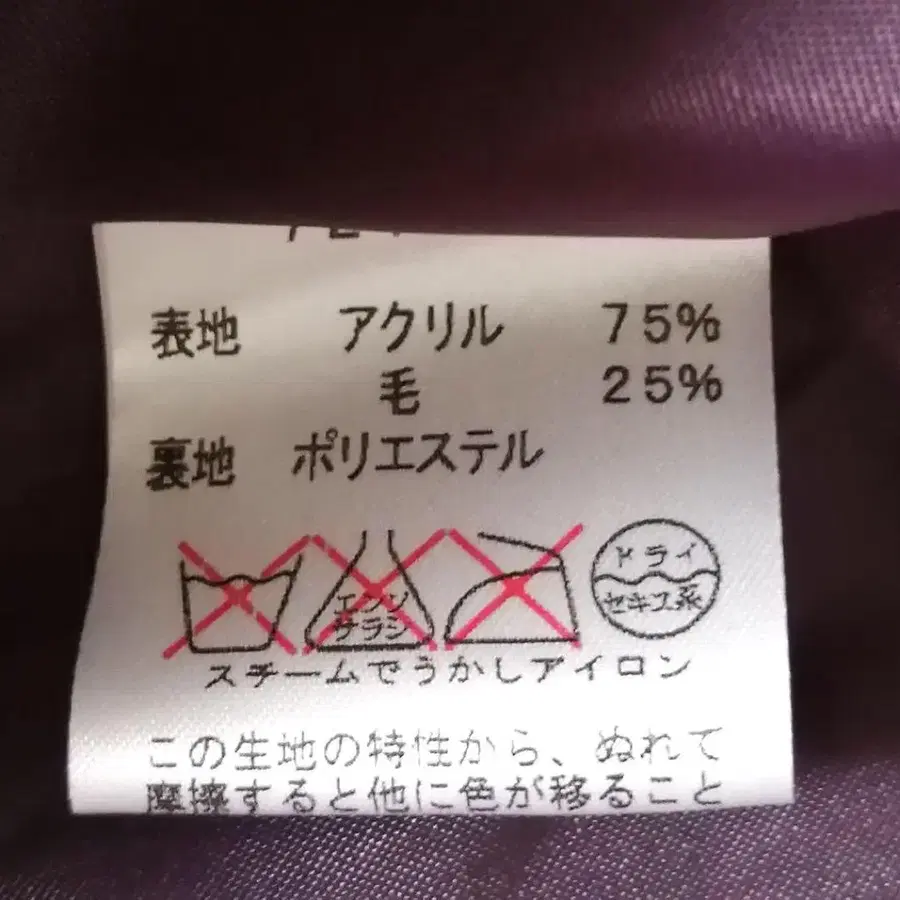 表地 アクリル 75%
毛 25%
裏地 ポリエステル
エンソ
サラシ
ドライ
セキユ系
スチームでうかしアイロン
この生地の特性から、ぬれて
摩擦すると他に色が移ること